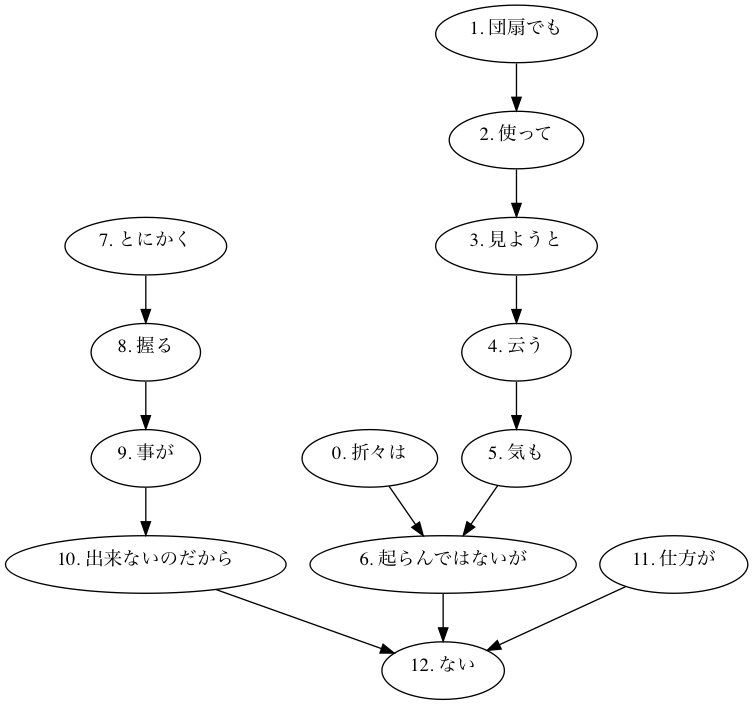 1. 団扇でも
2. 使って
7. とにかく
3. 見ようと
8. 握る
4. 云う
9. 事が
0. 折々は
5. 気も
10. 出来ないのだから
6. 起らんではないが
11. 仕方が
12. ない